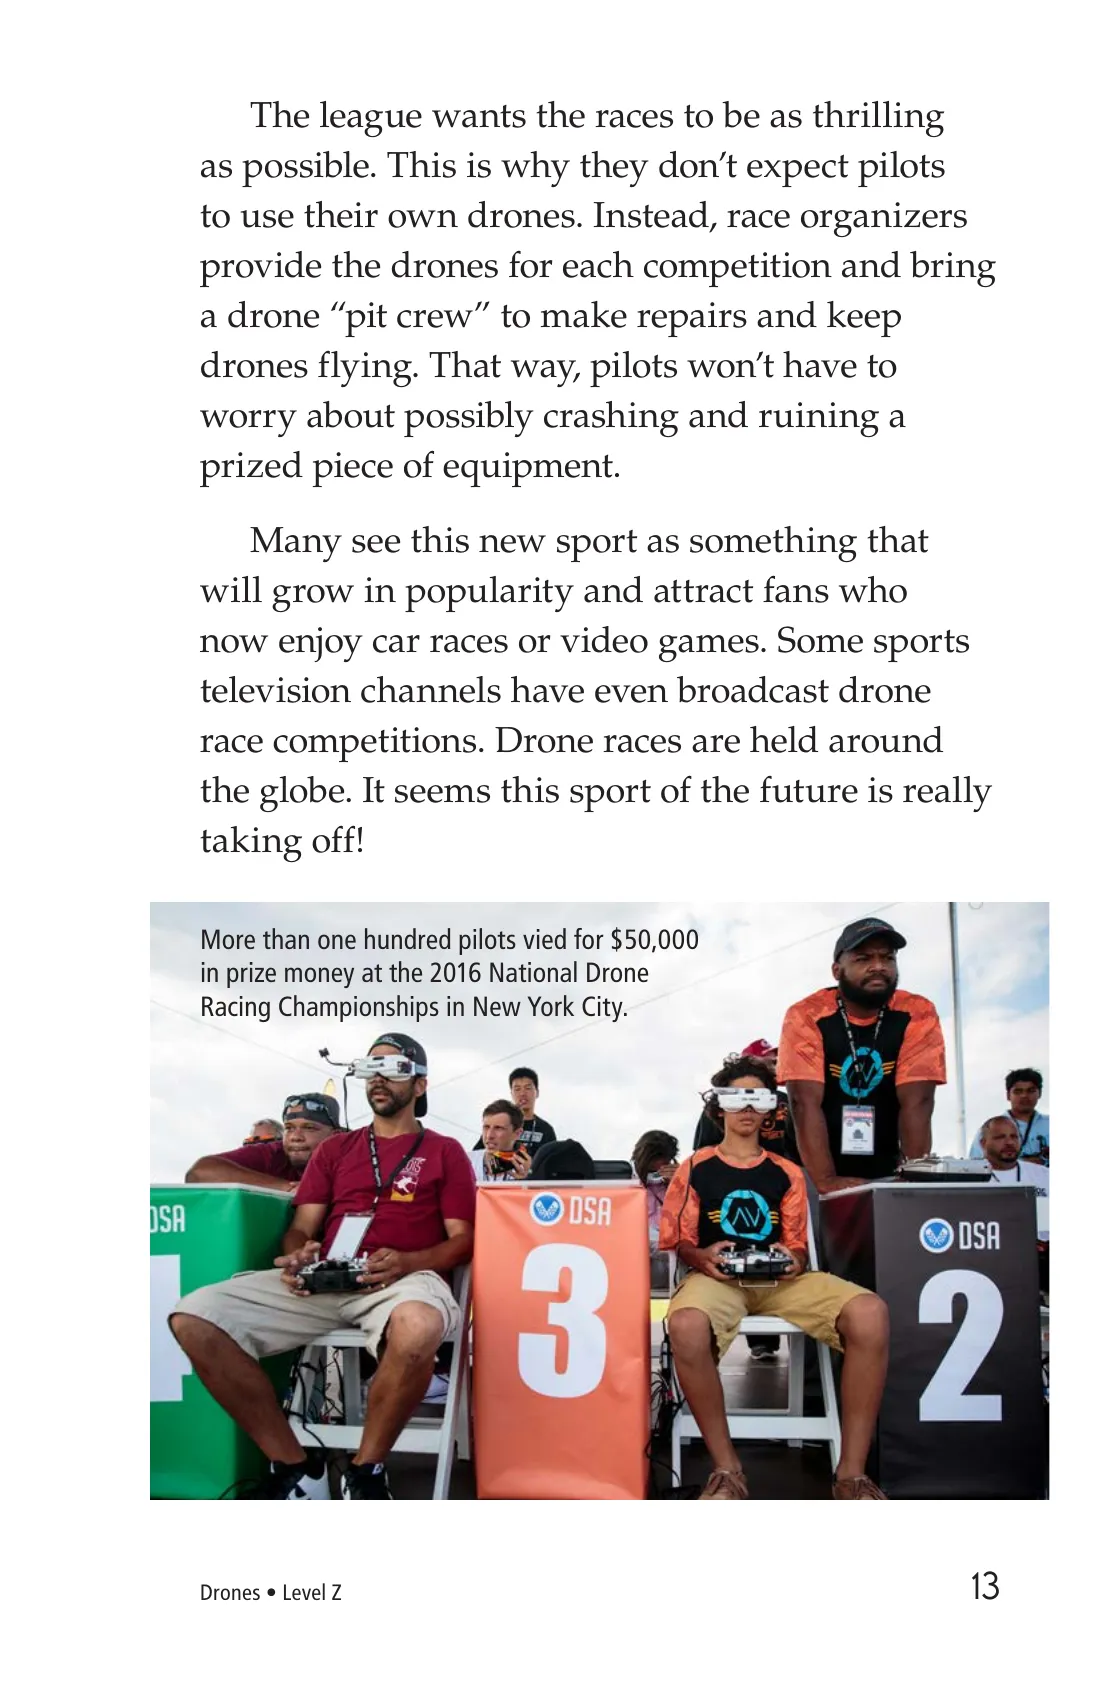 The league wants the races to be as thrilling
as possible. This is why they don’t expect pilots
to use their own drones. Instead, race organizers
provide the drones for each competition and bring
a drone “pit crew” to make repairs and keep
drones flying. That way, pilots won’t have to
worry about possibly crashing and ruining a
prized piece of equipment.
Many see this new sport as something that
will grow in popularity and attract fans who
now enjoy car races or video games. Some sports
television channels have even broadcast drone
race competitions. Drone races are held around
the globe. It seems this sport of the future is really
taking off!
More than one hundred pilots vied for $50,000
in prize money at the 2016 National Drone
Racing Championships in New York City.
DSA
4
DSA
3
DSA
2
Drones • Level Z
13